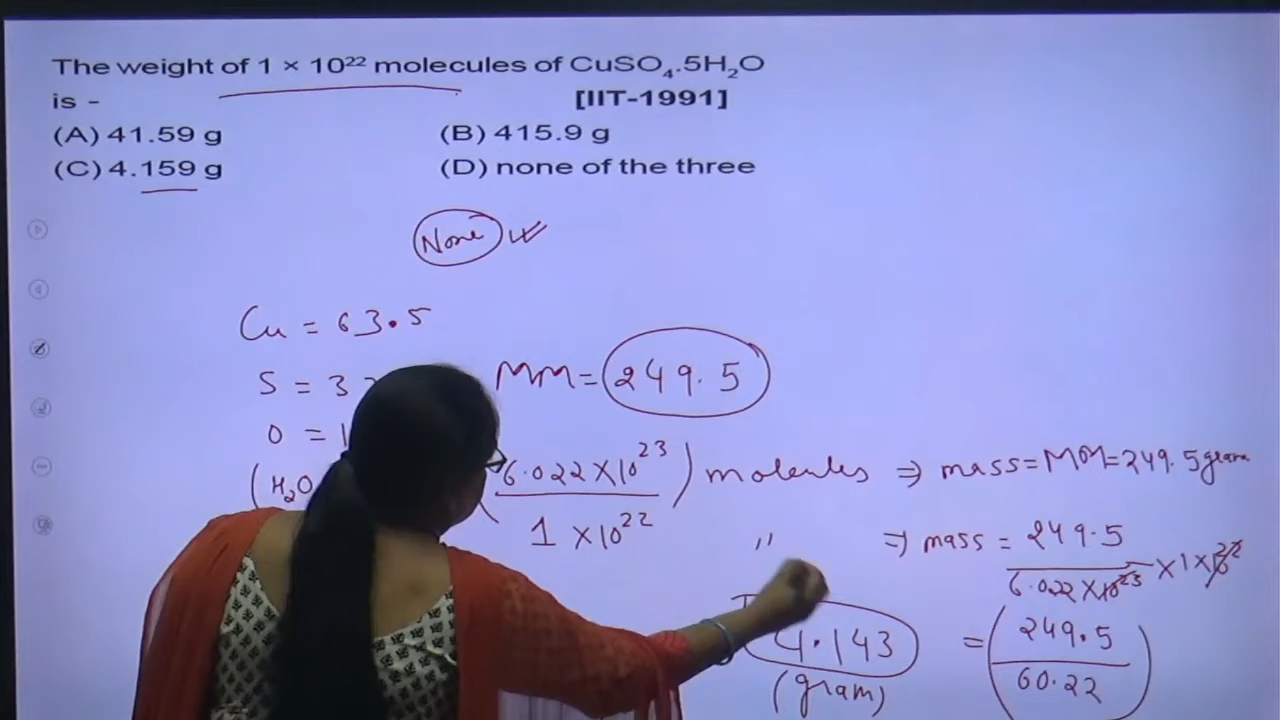 The weight of 1 × 10²² molecules of CuSO₄.5H₂O
is - [IIT-1991]
(A) 41.59 g (B) 415.9 g
(C) 4.159 g (D) none of the three
None
Cu = 63.5
S = 3
MM = 249.5
O = 1
(H₂O
6.022 × 10²³ ) molecules ⇒ mass = MM = 249.5 gram
1 × 10²² " ⇒ mass = 249.5
6.022 × 10²³ × 1 × 10²²
4.143 = ( 249.5 )
(gram) 60.22